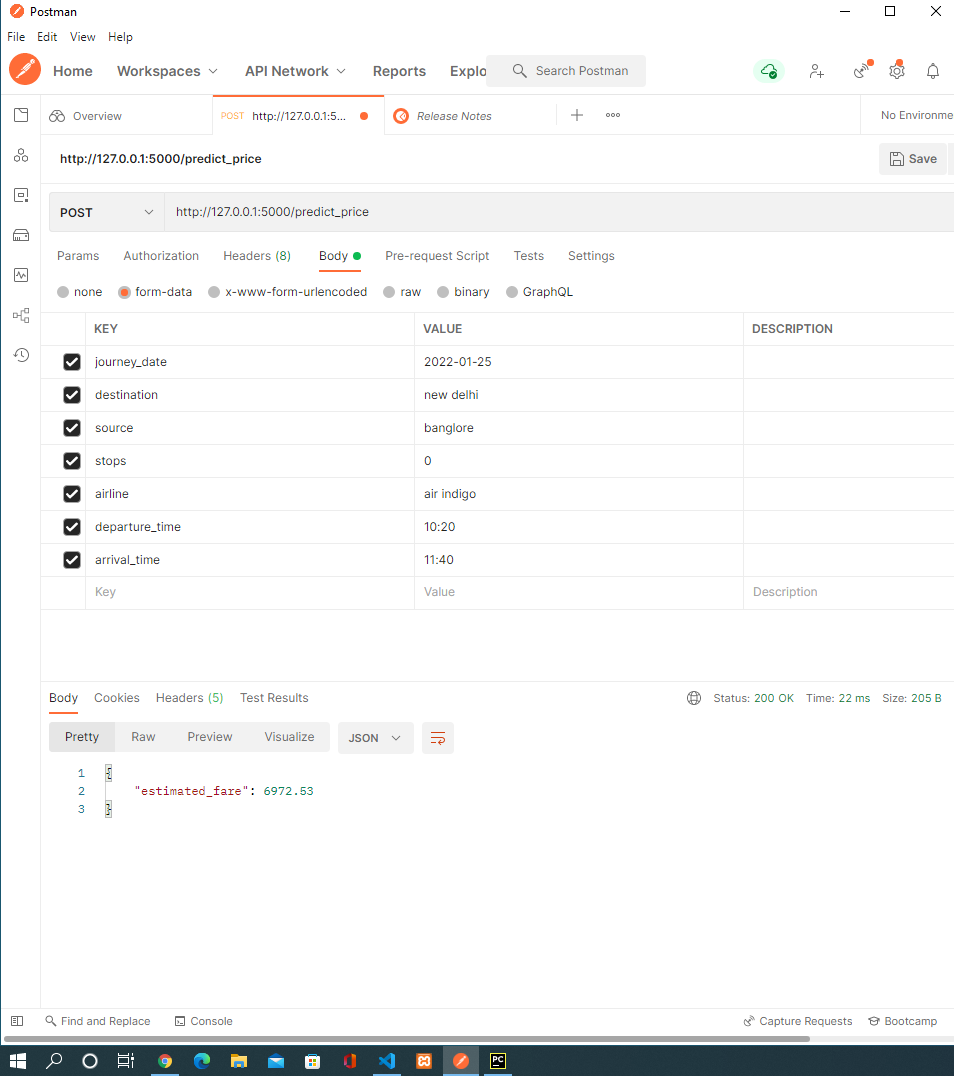 Postman
File Edit View Help
Home Workspaces API Network Reports Explo Search Postman
Overview POST http://127.0.0.1:5... Release Notes No Environme
http://127.0.0.1:5000/predict_price Save
POST http://127.0.0.1:5000/predict_price
Params Authorization Headers (8) Body Pre-request Script Tests Settings
none form-data x-www-form-urlencoded raw binary GraphQL
KEY VALUE DESCRIPTION
journey_date 2022-01-25
destination new delhi
source banglore
stops 0
airline air indigo
departure_time 10:20
arrival_time 11:40
Key Value Description
Body Cookies Headers (5) Test Results Status: 200 OK Time: 22 ms Size: 205 B
Pretty Raw Preview Visualize JSON
1 {
2 "estimated_fare": 6972.53
3 }
Find and Replace Console Capture Requests Bootcamp
PC